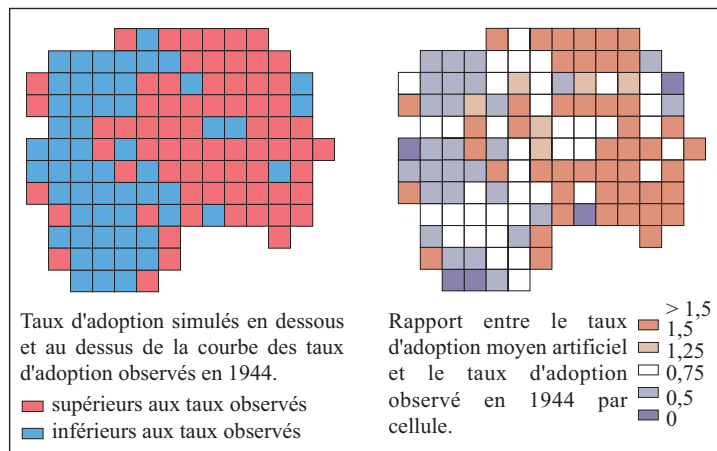 Taux d'adoption simulés en dessous
et au dessus de la courbe des taux
d'adoption observés en 1944.
supérieurs aux taux observés
inférieurs aux taux observés
Rapport entre le taux
d'adoption moyen artificiel
et le taux d'adoption
observé en 1944 par
cellule.
> 1,5
1,5
1,25
0,75
0,5
0